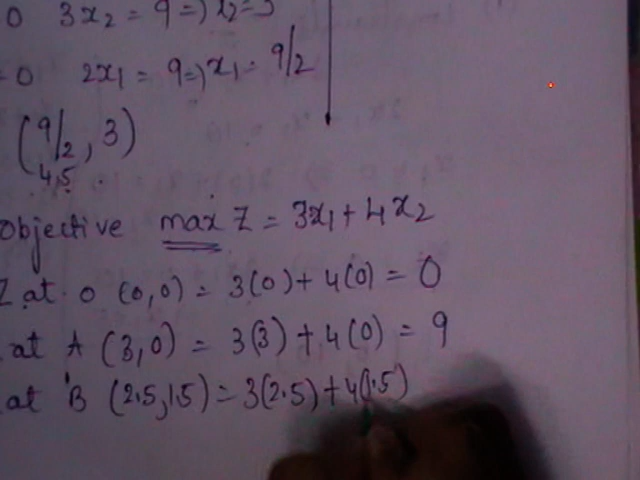 0 3x₂ = 9 => x₂ = 3
= 0 2x₁ = 9 => x₁ = 9/2
(9/2, 3)
4.5
Objective max Z = 3x₁ + 4x₂
Z at O (0,0) = 3(0) + 4(0) = 0
at A (3,0) = 3(3) + 4(0) = 9
at B (2.5,1.5) = 3(2.5) + 4(1.5)